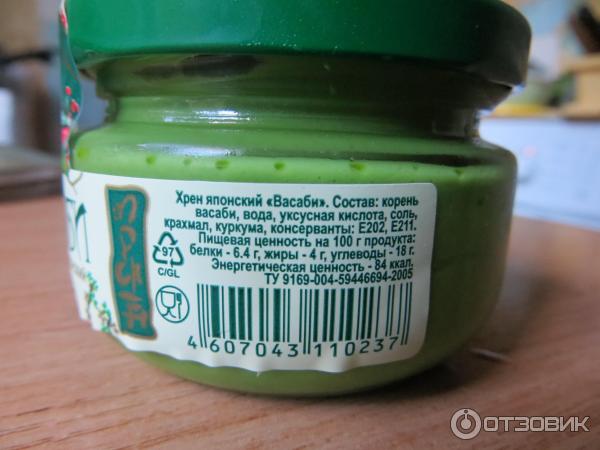 Хрен японский «Васаби». Состав: корень
васаби, вода, уксусная кислота, соль,
крахмал, куркума, консерванты: Е202, Е211.
Пищевая ценность на 100 г продукта:
белки - 6.4 г, жиры - 4 г, углеводы - 18 г.
Энергетическая ценность - 84 ккал.
ТУ 9169-004-59446694-2005
97
C/GL
4 607043 110237
ОТЗОВИК